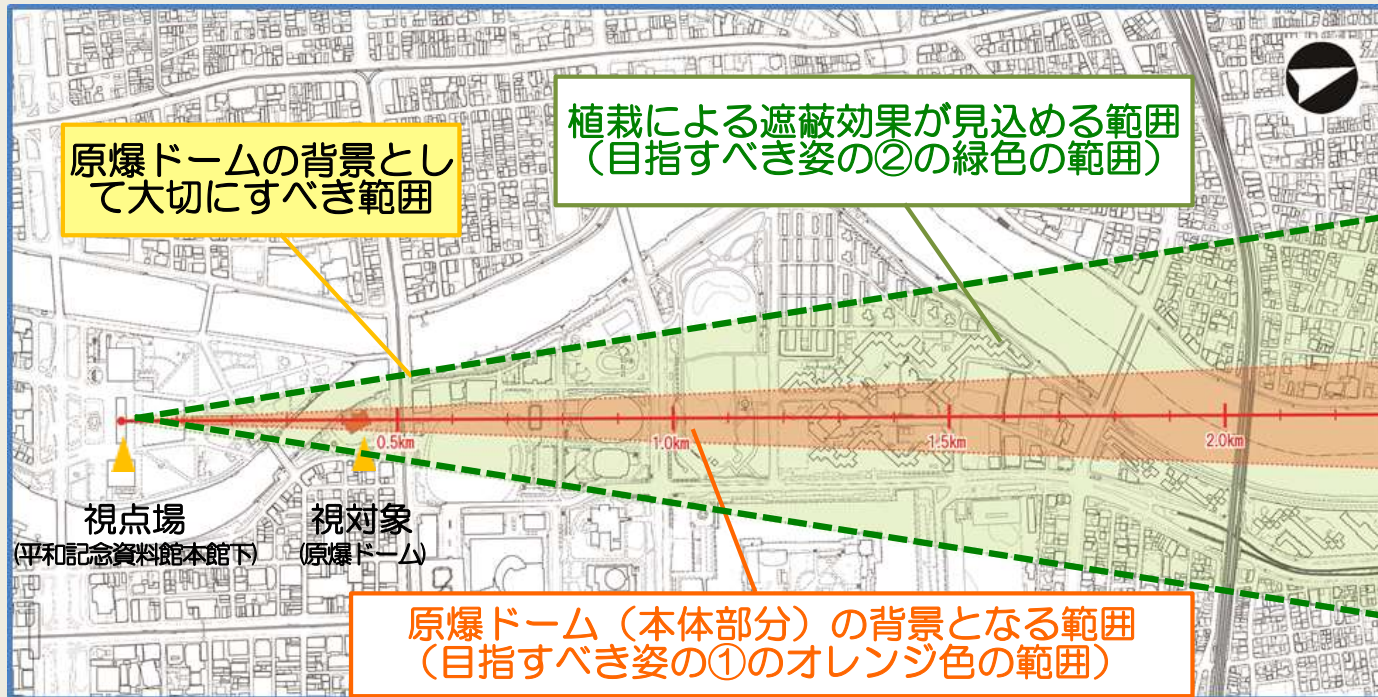 植栽による遮蔽効果が見込める範囲
（目指すべき姿の②の緑色の範囲）
原爆ドームの背景とし
て大切にすべき範囲
0.5km
1.0km
1.5km
2.0km
視点場
(平和記念資料館本館下)
視対象
(原爆ドーム)
原爆ドーム（本体部分）の背景となる範囲
（目指すべき姿の①のオレンジ色の範囲）